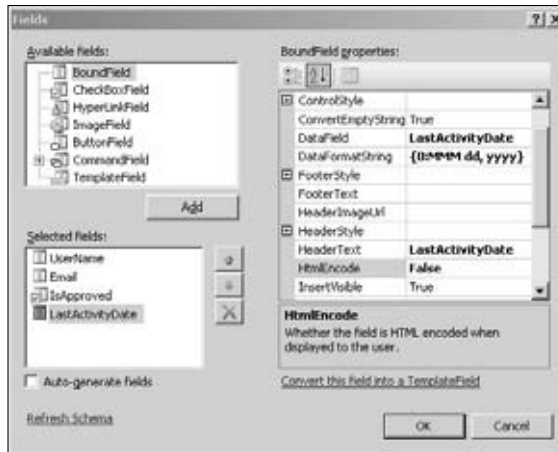 Fields
Available fields:
BoundField
CheckBoxField
HyperLinkField
ImageField
ButtonField
CommandField
TemplateField
Add
Selected fields:
UserName
Email
IsApproved
LastActivityDate
Auto-generate fields
Refresh Schema
BoundField properties:
ControlStyle
ConvertEmptyString True
DataField LastActivityDate
DataFormatString {0:MMM dd, yyyy}
FooterStyle
FooterText
HeaderImageUrl
HeaderStyle
HeaderText LastActivityDate
HtmlEncode False
InsertVisible True
HtmlEncode
Whether the field is HTML encoded when
displayed to the user.
Convert this field into a TemplateField
OK Cancel